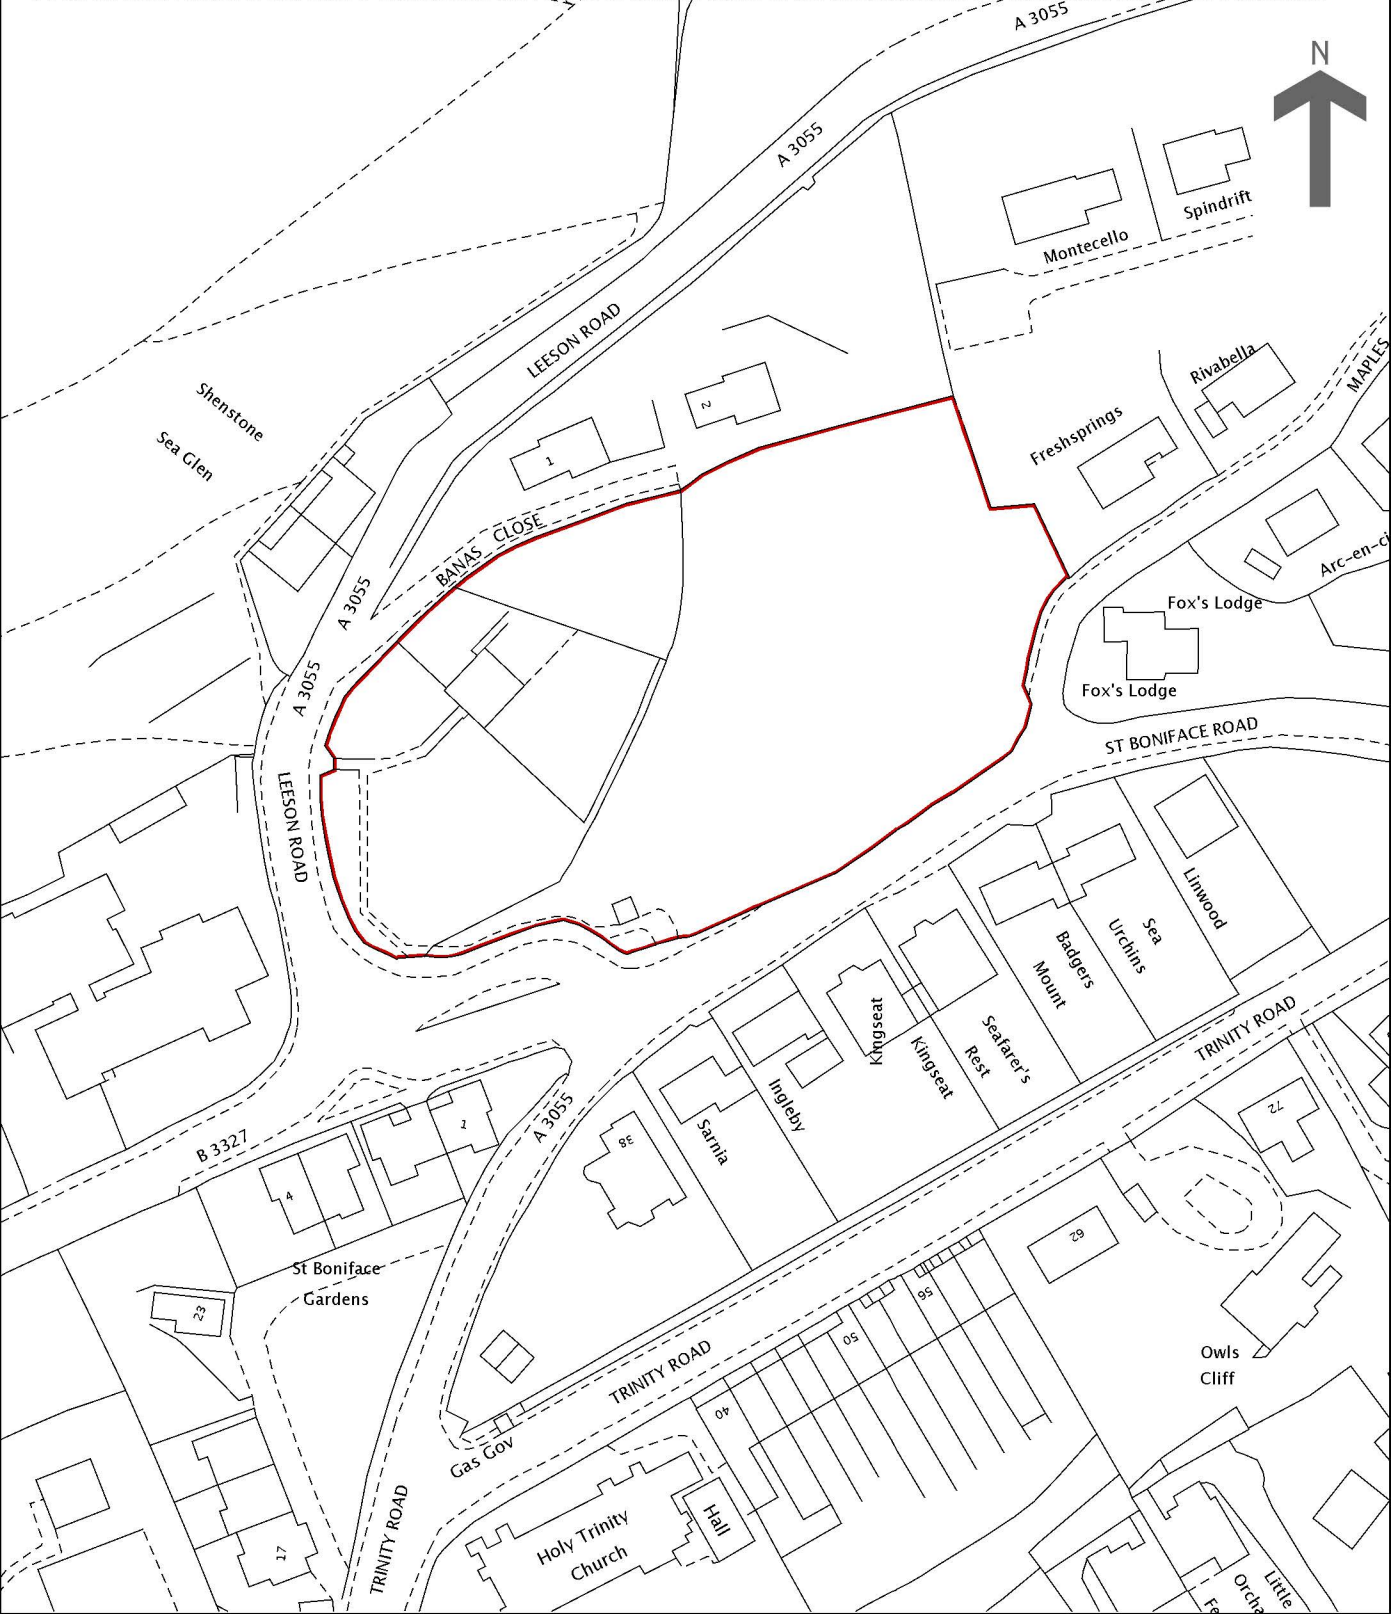 A 3055
N
A 3055
Spindrift
Montecello
LEESON ROAD
MAPLES
Rivabella
Shenstone
Sea Glen
2
Freshsprings
1
BANAS CLOSE
Arc-en-ci
A 3055
Fox's Lodge
A 3055
Fox's Lodge
ST BONIFACE ROAD
LEESON ROAD
Linwood
Sea
Urchins
Badgers
Mount
Kingseat
Seafarer's
Rest
Kingseat
TRINITY ROAD
Ingleby
A 3055
72
B 3327
1
38
Sarnia
4
62
St Boniface
Gardens
23
56
50
Owls
Cliff
TRINITY ROAD
40
Gas Gov
Holy Trinity
Church
Hall
TRINITY ROAD
17
Little
Orcha
Fe